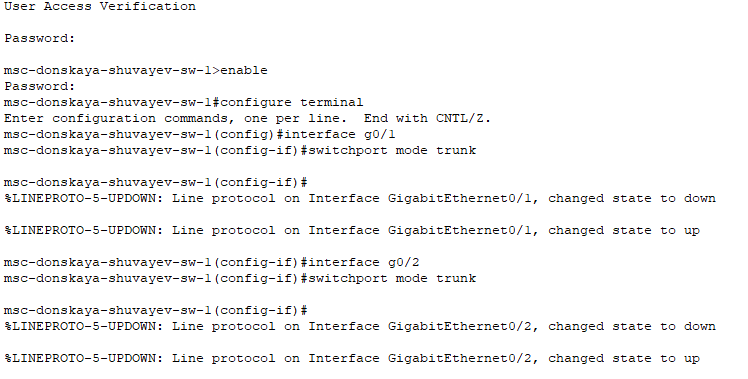 User Access Verification
Password:
msc-donskaya-shuvayev-sw-1>enable
Password:
msc-donskaya-shuvayev-sw-1#configure terminal
Enter configuration commands, one per line.  End with CNTL/Z.
msc-donskaya-shuvayev-sw-1(config)#interface g0/1
msc-donskaya-shuvayev-sw-1(config-if)#switchport mode trunk
msc-donskaya-shuvayev-sw-1(config-if)#
%LINEPROTO-5-UPDOWN: Line protocol on Interface GigabitEthernet0/1, changed state to down
%LINEPROTO-5-UPDOWN: Line protocol on Interface GigabitEthernet0/1, changed state to up
msc-donskaya-shuvayev-sw-1(config-if)#interface g0/2
msc-donskaya-shuvayev-sw-1(config-if)#switchport mode trunk
msc-donskaya-shuvayev-sw-1(config-if)#
%LINEPROTO-5-UPDOWN: Line protocol on Interface GigabitEthernet0/2, changed state to down
%LINEPROTO-5-UPDOWN: Line protocol on Interface GigabitEthernet0/2, changed state to up